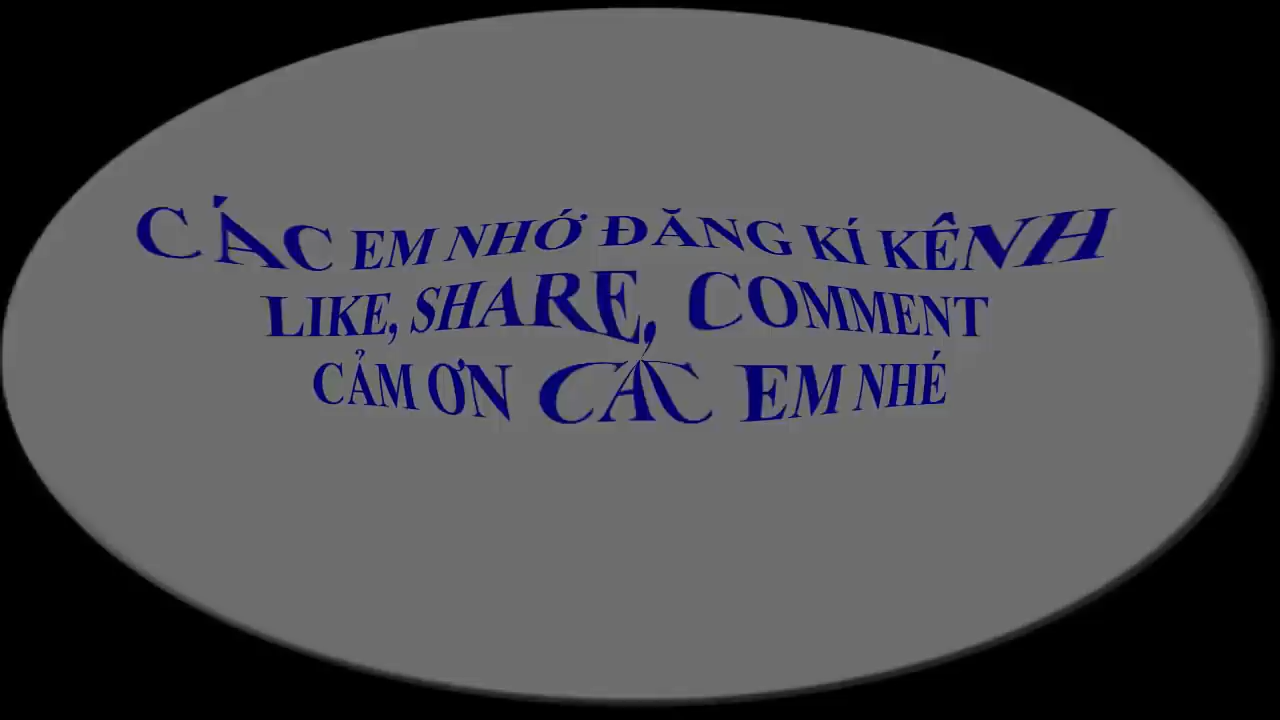 CÁC EM NHỚ ĐĂNG KÍ KÊNH
LIKE, SHARE, COMMENT
CẢM ƠN CÁC EM NHÉ